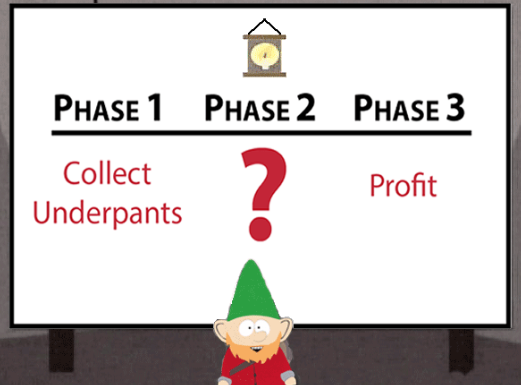 PHASE 1 PHASE 2 PHASE 3
Collect
Underpants
?
Profit